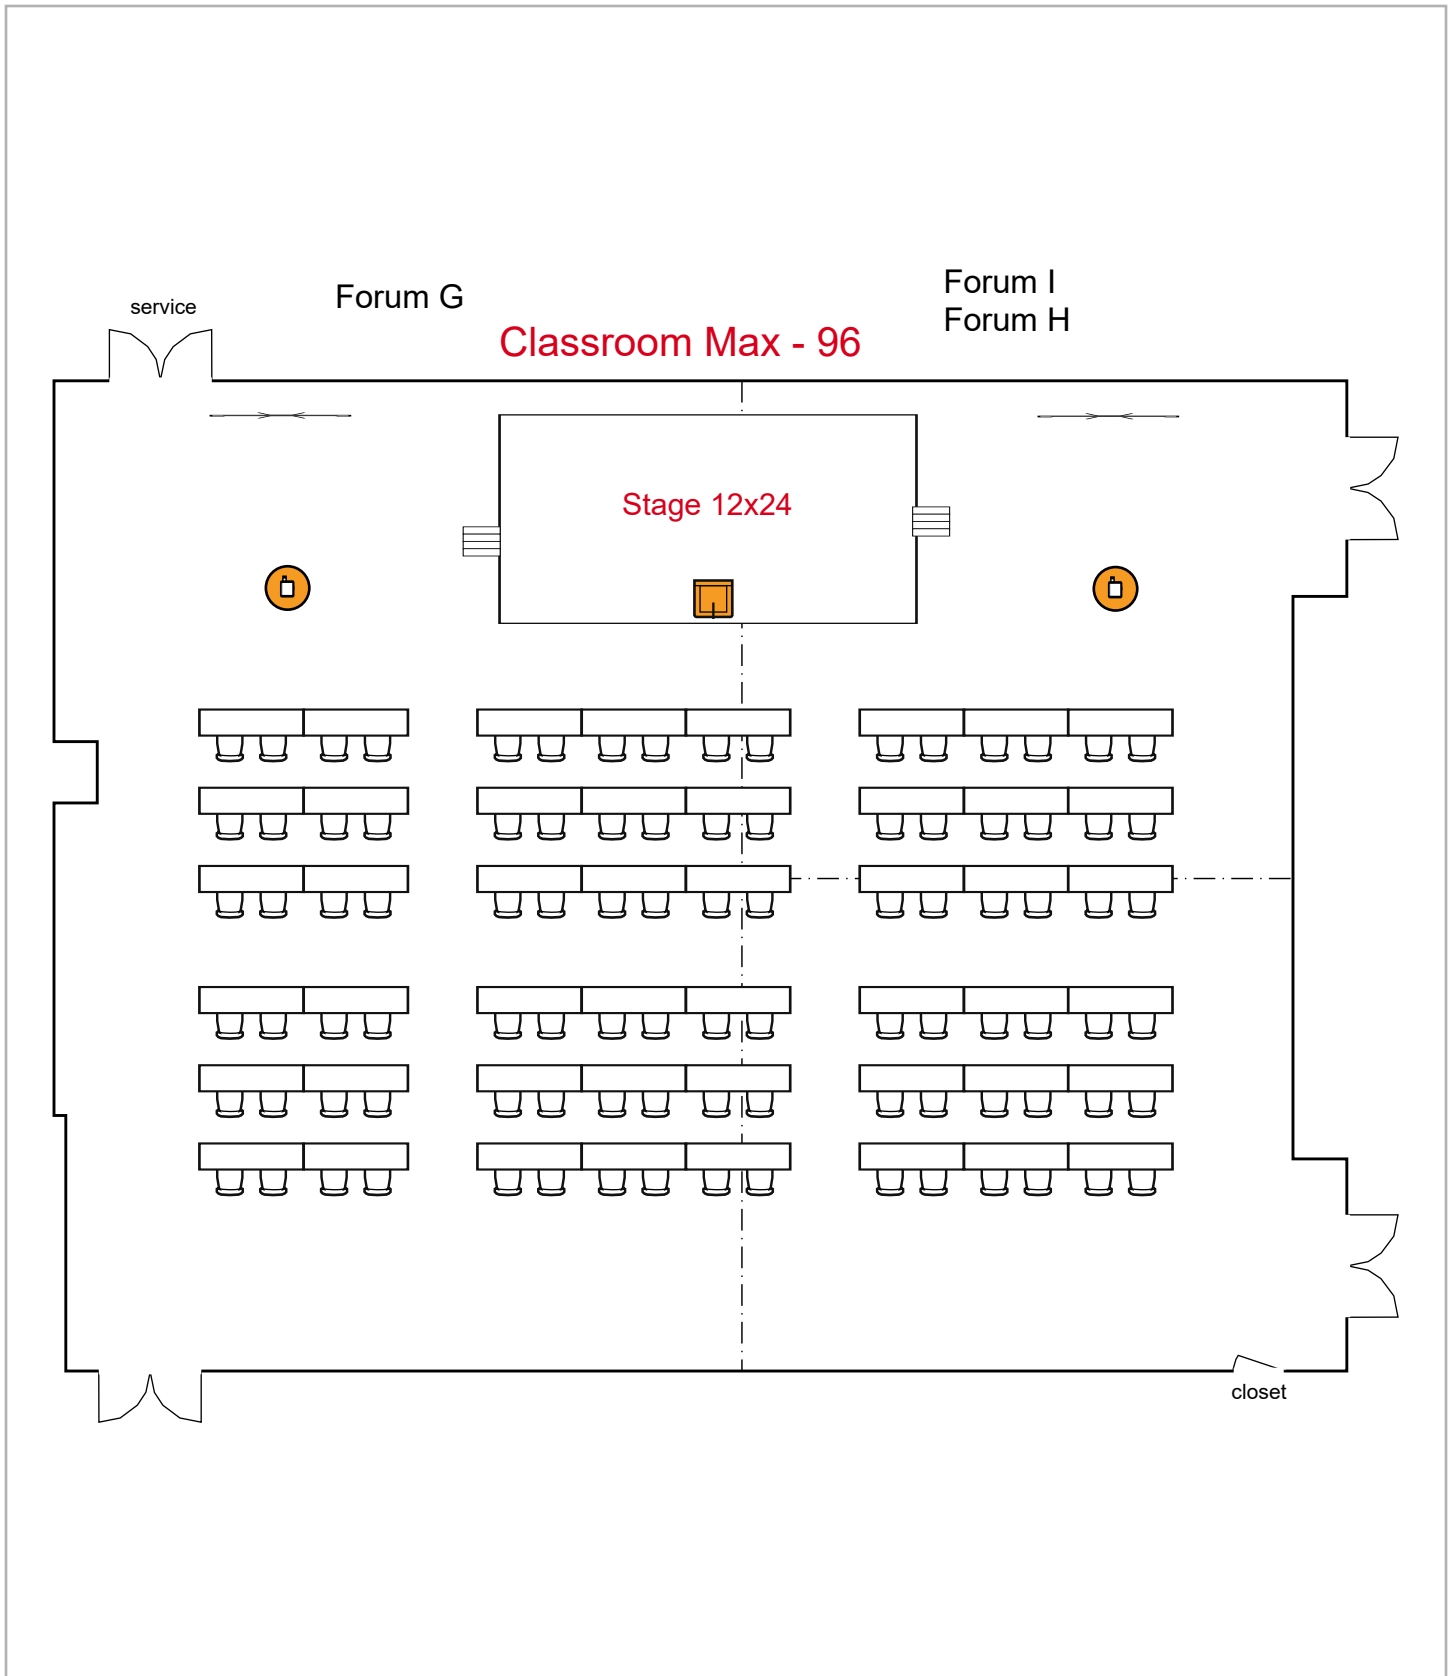 Forum I
Forum G
service
Forum H
Classroom Max - 96
Stage 12x24
closet